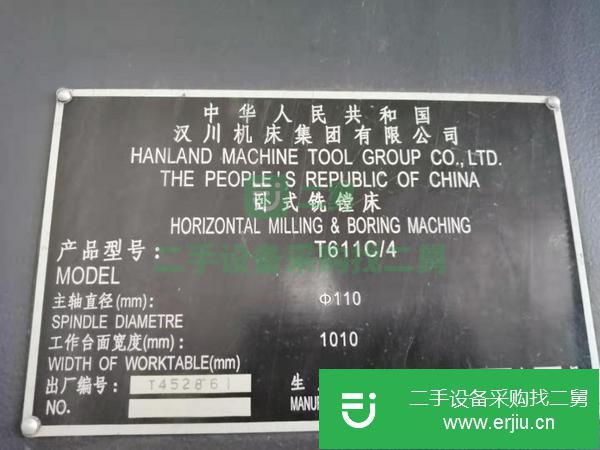 中华人民共和国
汉川机床集团有限公司
HANLAND MACHINE TOOL GROUP CO.,LTD.
THE PEOPLE'S REPUBLIC OF CHINA
二舅
卧式铣镗床
HORIZONTAL MILLING & BORING MACHING
产品型号: T611C/4
二手设备采购找二舅
MODEL
主轴直径(mm): Φ110
SPINDLE DIAMETRE
工作台面宽度(mm): 1010
WIDTH OF WORKTABLE(mm)
出厂编号: T452861 生
NO. MANU
二手设备采购找二舅
www.erjiu.cn